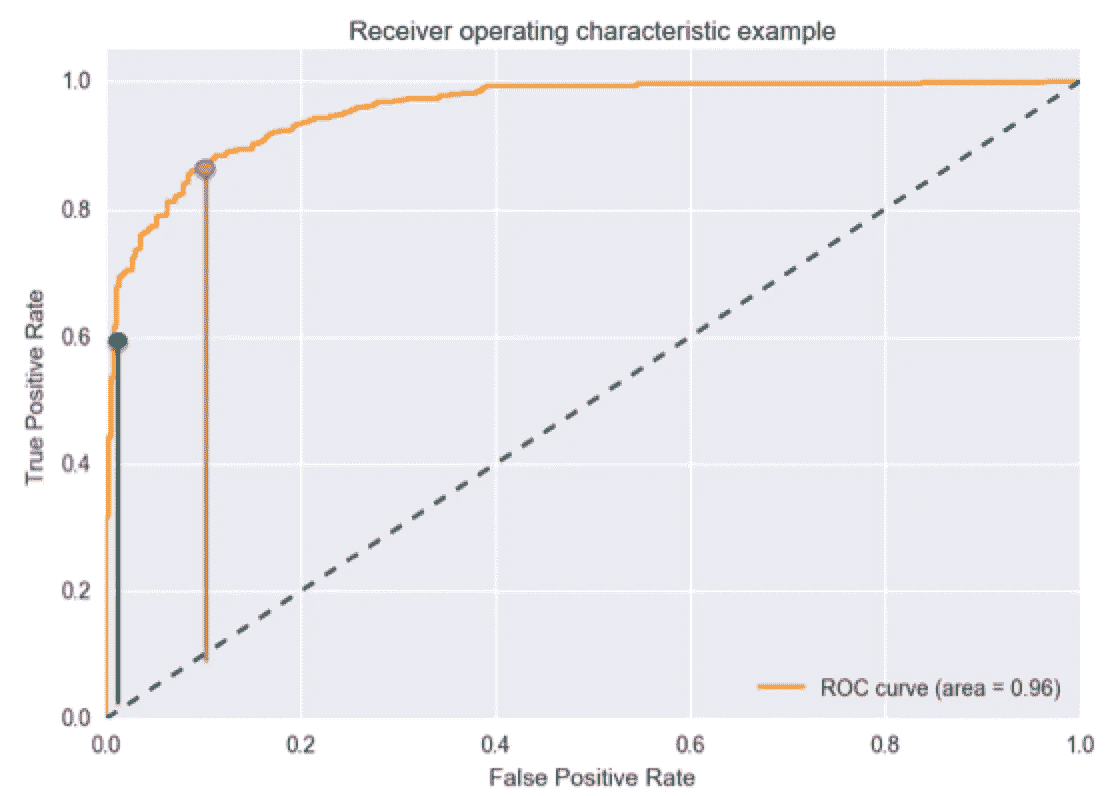 Receiver operating characteristic example
1.0
0.8
0.6
0.4
0.2
0.0
True Positive Rate
ROC curve (area = 0.96)
0.0 0.2 0.4 0.6 0.8 1.0
False Positive Rate